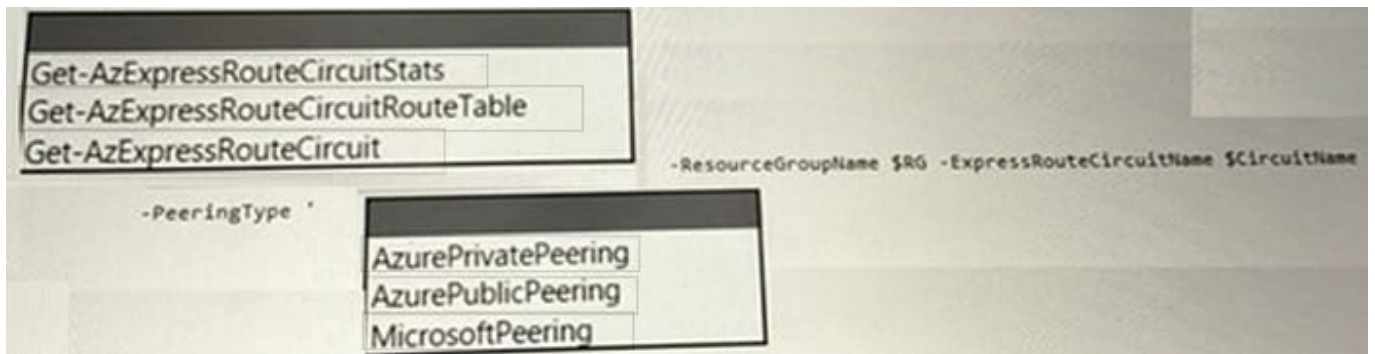 Get-AzExpressRouteCircuitStats
Get-AzExpressRouteCircuitRouteTable
Get-AzExpressRouteCircuit
-ResourceGroupName $RG -ExpressRouteCircuitName $CircuitName
-PeeringType '
AzurePrivatePeering
AzurePublicPeering
MicrosoftPeering